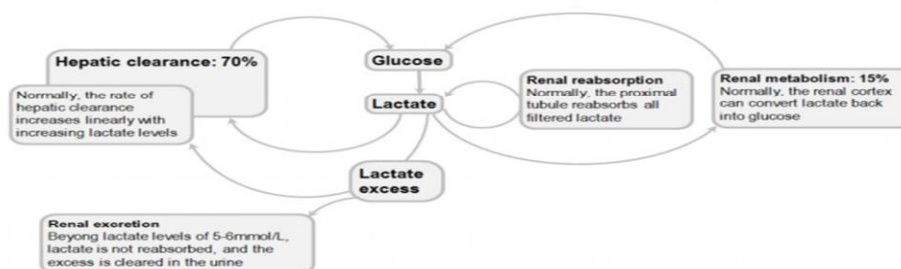 Hepatic clearance: 70%
Normally, the rate of
hepatic clearance
increases linearly with
increasing lactate levels
Glucose
Lactate
Renal reabsorption
Normally, the proximal
tubule reabsorbs all
filtered lactate
Renal metabolism: 15%
Normally, the renal cortex
can convert lactate back
into glucose
Lactate
excess
Renal excretion
Beyong lactate levels of 5-6mmol/L,
lactate is not reabsorbed, and the
excess is cleared in the urine